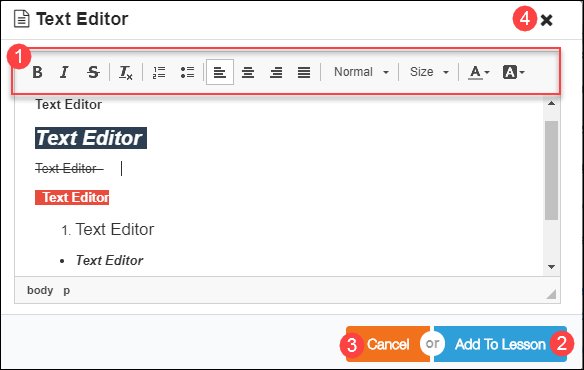 Text Editor 4
1
B I S Tx Normal Size A A
Text Editor
Text Editor
Text Editor
Text Editor
1. Text Editor
• Text Editor
body p
3 Cancel or Add To Lesson 2